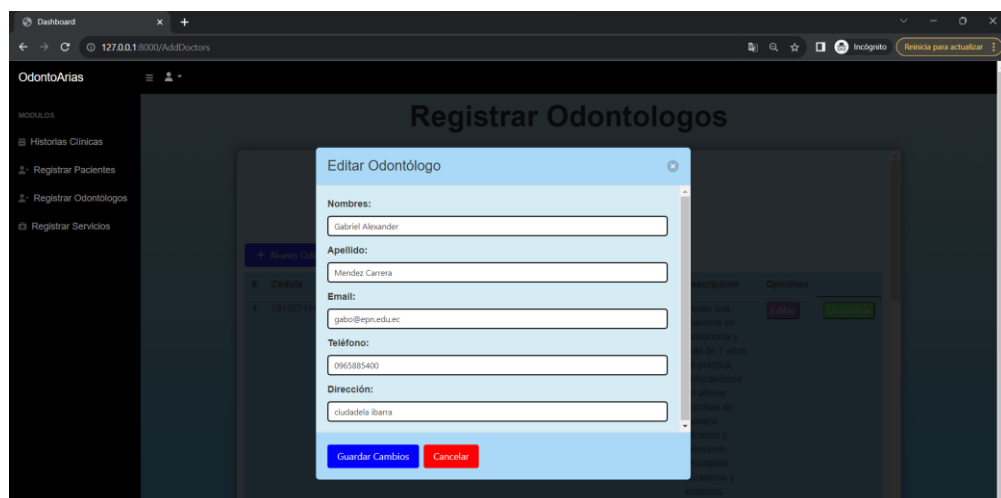 Dashboard
127.0.0.1:8000/AddDoctors
Incógnito
Reinicia para actualizar
OdontoArias
Registrar Odontologos
MODULOS
Historias Clínicas
Registrar Pacientes
Registrar Odontólogos
Registrar Servicios
Editar Odontólogo
Nombres:
Gabriel Alexander
Apellido:
Mendez Carrera
Email:
gabo@epn.edu.ec
Teléfono:
0965885400
Dirección:
ciudadela ibarra
Guardar Cambios
Cancelar
+ Nuevo
# Cédula
Opciones
1
Editar